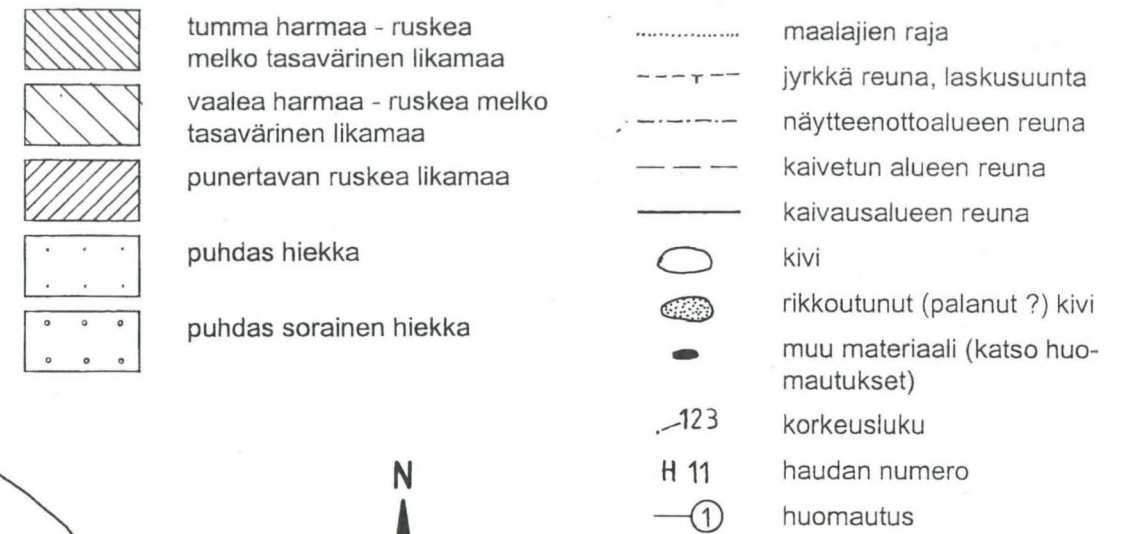 tumma harmaa - ruskea
melko tasavärinen likamaa
vaalea harmaa - ruskea melko
tasavärinen likamaa
punertavan ruskea likamaa
puhdas hiekka
puhdas sorainen hiekka
N
maalajien raja
jyrkkä reuna, laskusuunta
näytteenottoalueen reuna
kaivetun alueen reuna
kaivausalueen reuna
kivi
rikkoutunut (palanut ?) kivi
muu materiaali (katso huo-
mautukset)
123 korkeusluku
H 11 haudan numero
1 huomautus